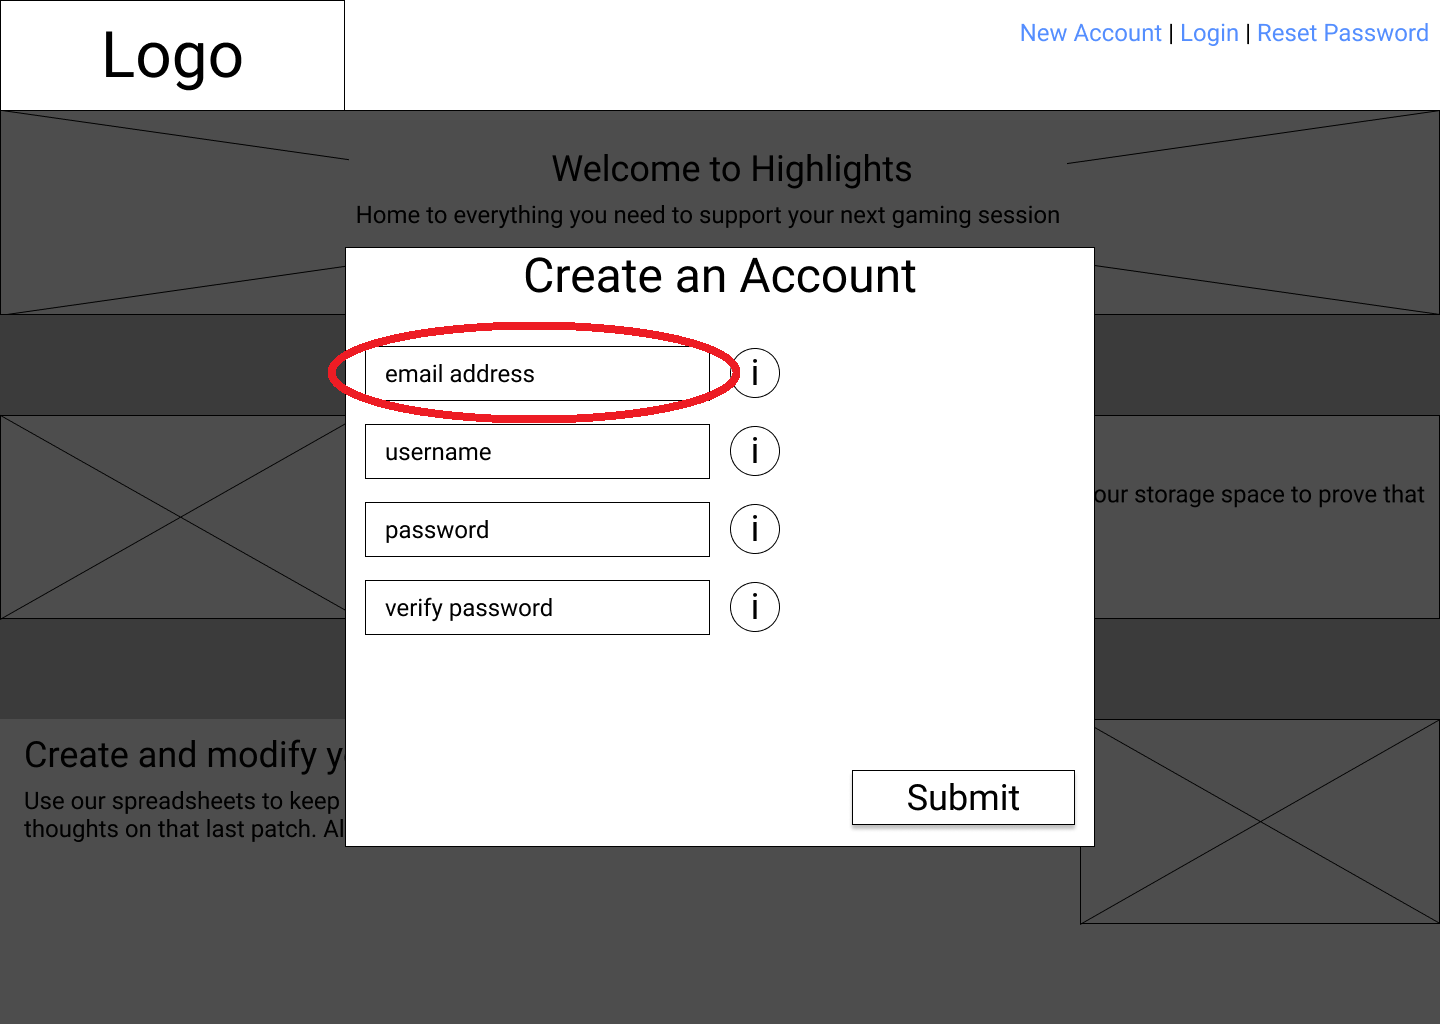 Logo
New Account | Login | Reset Password
Welcome to Highlights
Home to everything you need to support your next gaming session
Create an Account
email address i
username i
password i
verify password i
our storage space to prove that
Create and modify y
Use our spreadsheets to keep
thoughts on that last patch. Al
Submit